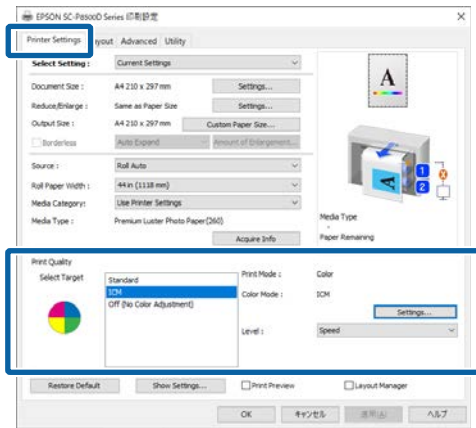 EPSON SC-P8500D Series 印刷設定
Printer Settings yout Advanced Utility
Select Setting : Current Settings
Document Size : A4 210 x 297 mm Settings...
Reduce/Enlarge : Same as Paper Size Settings...
Output Size : A4 210 x 297 mm Custom Paper Size...
Borderless Auto Expand Amount of Enlargement...
Source : Roll Auto
Roll Paper Width : 44 in (1118 mm)
Media Category: Use Printer Settings
Media Type : Premium Luster Photo Paper(260)
Acquire Info
A
1
2
Media Type
-
Paper Remaining
Print Quality
Select Target
Standard
ICM
Off (No Color Adjustment)
Print Mode : Color
Color Mode : ICM
Settings...
Level : Speed
Restore Default Show Settings... Print Preview Layout Manager
OK キャンセル 適用(A) ヘルプ